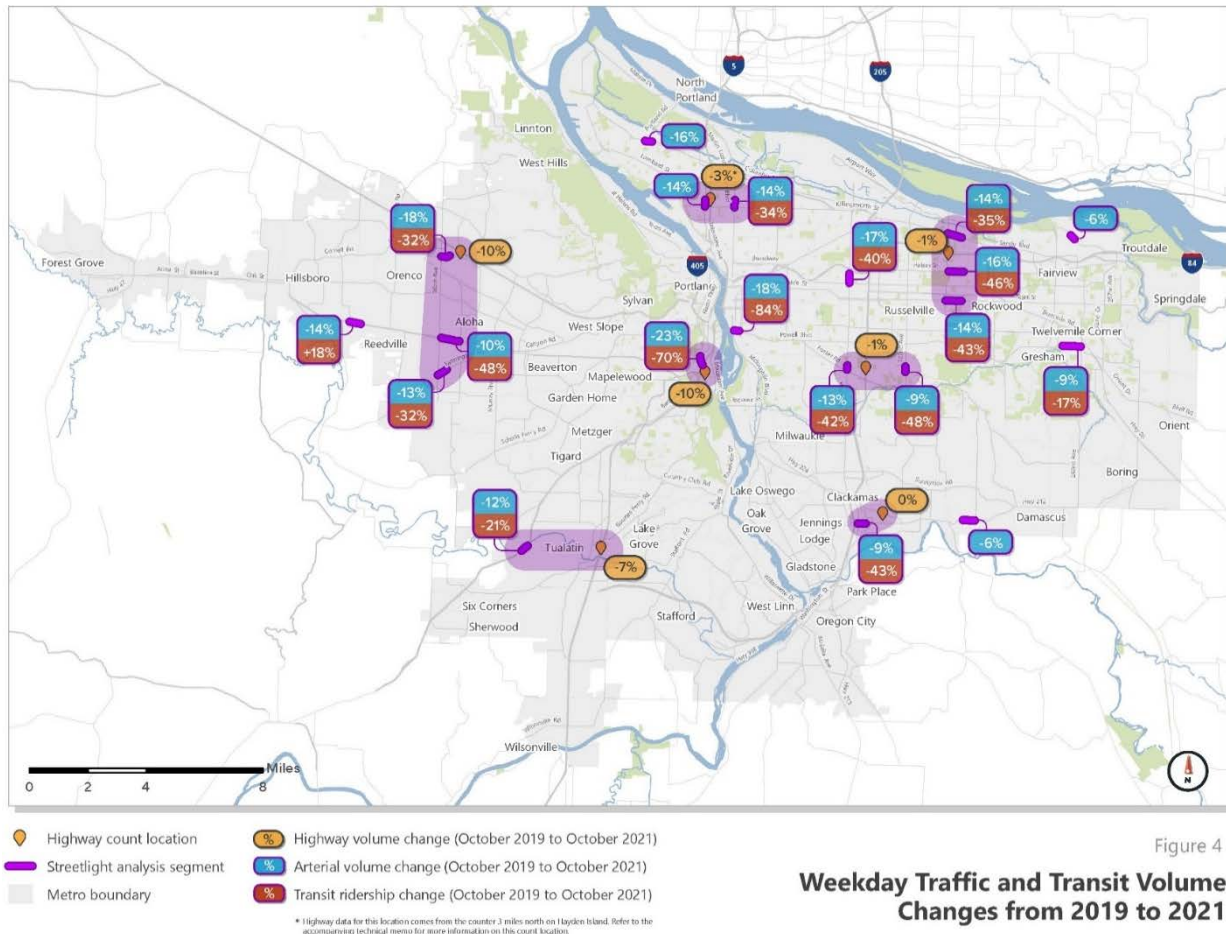 5
205
North
Portland
Linnton
-16%
West Hills
-3%*
-14%
-14%
-34%
-14%
-35%
-6%
-18%
-32%
-10%
-17%
-40%
-1%
Troutdale
84
Forest Grove
Hillsboro
Orenco
405
Portland
-16%
-46%
Fairview
Springdale
Sylvan
-18%
-84%
Russellville
Rockwood
-14%
+18%
Reedville
Aloha
West Slope
-23%
-70%
-1%
-14%
-43%
Twelvemile Corner
Gresham
-10%
-48%
Beaverton
Mapelewood
-13%
-32%
Garden Home
-10%
-13%
-42%
-9%
-48%
-9%
-17%
Metzger
Milwaukie
Orient
Tigard
Boring
-12%
-21%
Lake Oswego
Clackamas
0%
Oak
Grove
Jennings
Lodge
Damascus
Lake
Grove
Tualatin
-7%
-9%
-43%
-6%
Gladstone
Park Place
Six Corners
Sherwood
Stafford
West Linn
Oregon City
Wilsonville
Miles
0 2 4 8
N
Highway count location
Streetlight analysis segment
Metro boundary
% Highway volume change (October 2019 to October 2021)
% Arterial volume change (October 2019 to October 2021)
% Transit ridership change (October 2019 to October 2021)
* Highway data for this location comes from the counter 3 miles north on Hayden Island. Refer to the
accompanying technical memo for more information on this count location.
Figure 4
Weekday Traffic and Transit Volume
Changes from 2019 to 2021